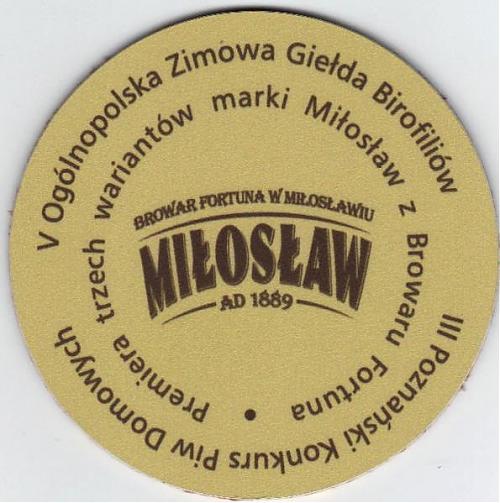 V Ogólnopolska Zimowa Giełda Birofiliów
III Poznański Konkurs Piw Domowych
Premiera trzech wariantów marki Miłosław z Browaru Fortuna
BROWAR FORTUNA W MIŁOSŁAWIU
MIŁOSŁAW
AD 1889